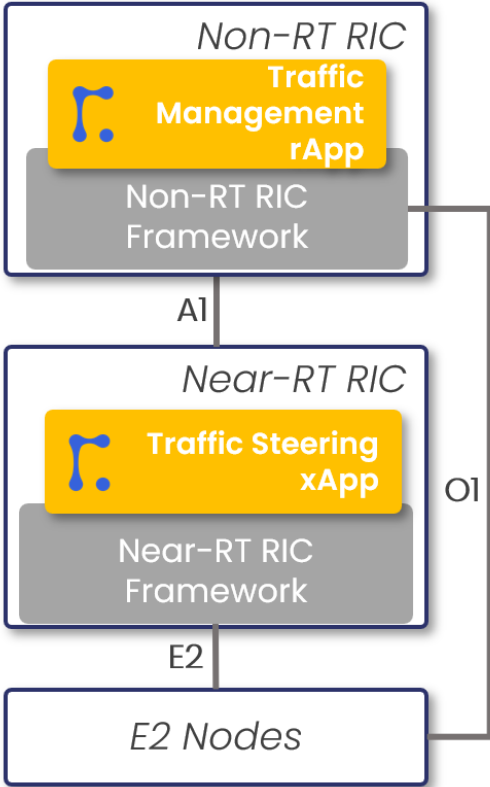 Non-RT RIC
Traffic
Management
rApp
Non-RT RIC
Framework
A1
Near-RT RIC
Traffic Steering
xApp
O1
Near-RT RIC
Framework
E2
E2 Nodes